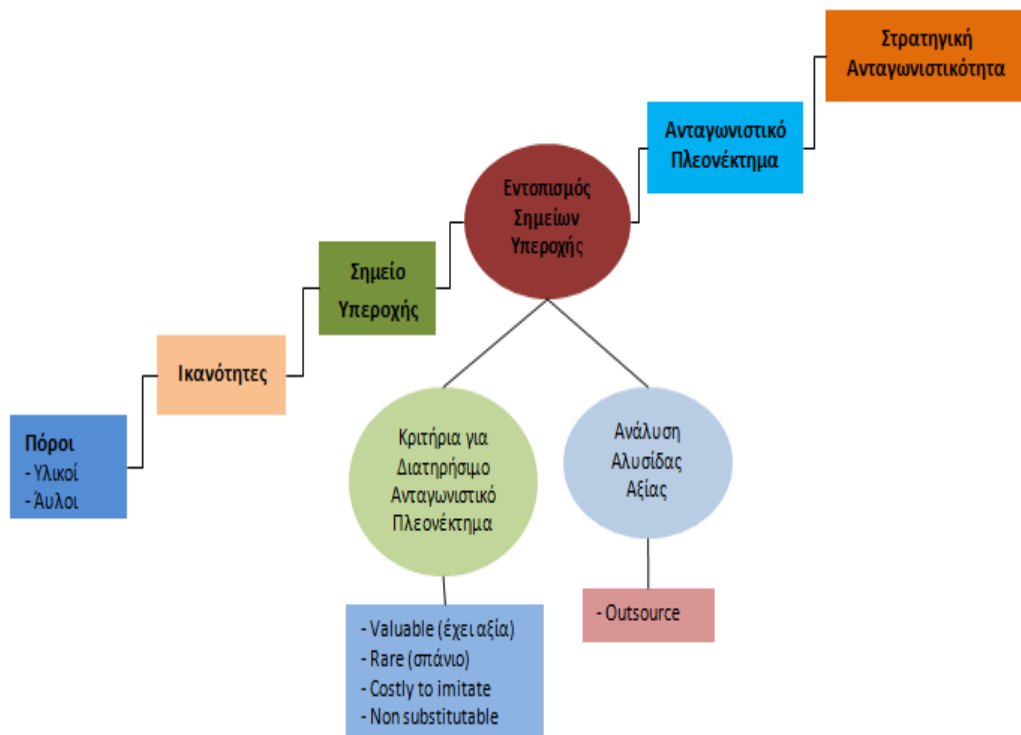 Στρατηγική
Ανταγωνιστικότητα
Ανταγωνιστικό
Πλεονέκτημα
Εντοπισμός
Σημείων
Υπεροχής
Σημείο
Υπεροχής
Ικανότητες
Πόροι
- Υλικοί
- Άυλοι
Κριτήρια για
Διατηρήσιμο
Ανταγωνιστικό
Πλεονέκτημα
Ανάλυση
Αλυσίδας
Αξίας
- Valuable (έχει αξία)
- Rare (σπάνιο)
- Costly to imitate
- Non substitutable
- Outsource